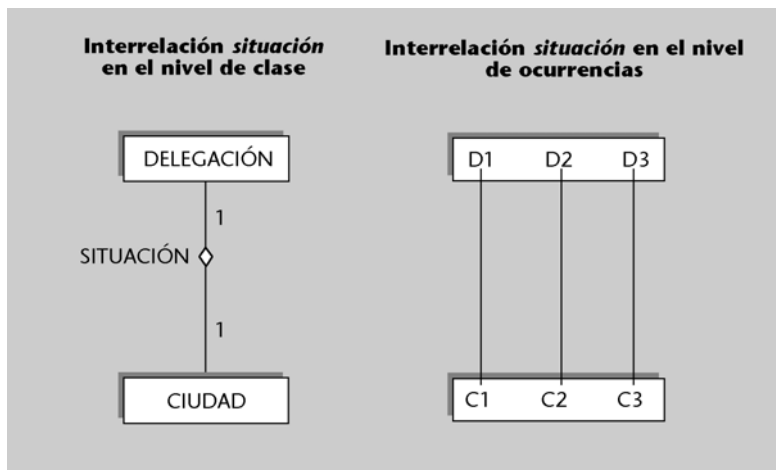 Interrelación situación
en el nivel de clase
DELEGACIÓN
1
SITUACIÓN
1
CIUDAD
Interrelación situación en el nivel
de ocurrencias
D1 D2 D3
C1 C2 C3